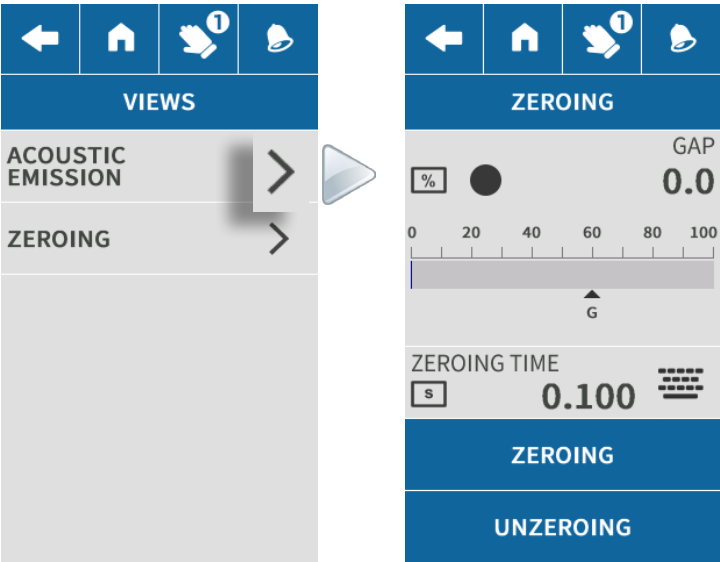 1
VIEWS
ACOUSTIC
EMISSION
ZEROING
1
ZEROING
GAP
% 0.0
0 20 40 60 80 100
G
ZEROING TIME
s 0.100
ZEROING
UNZEROING